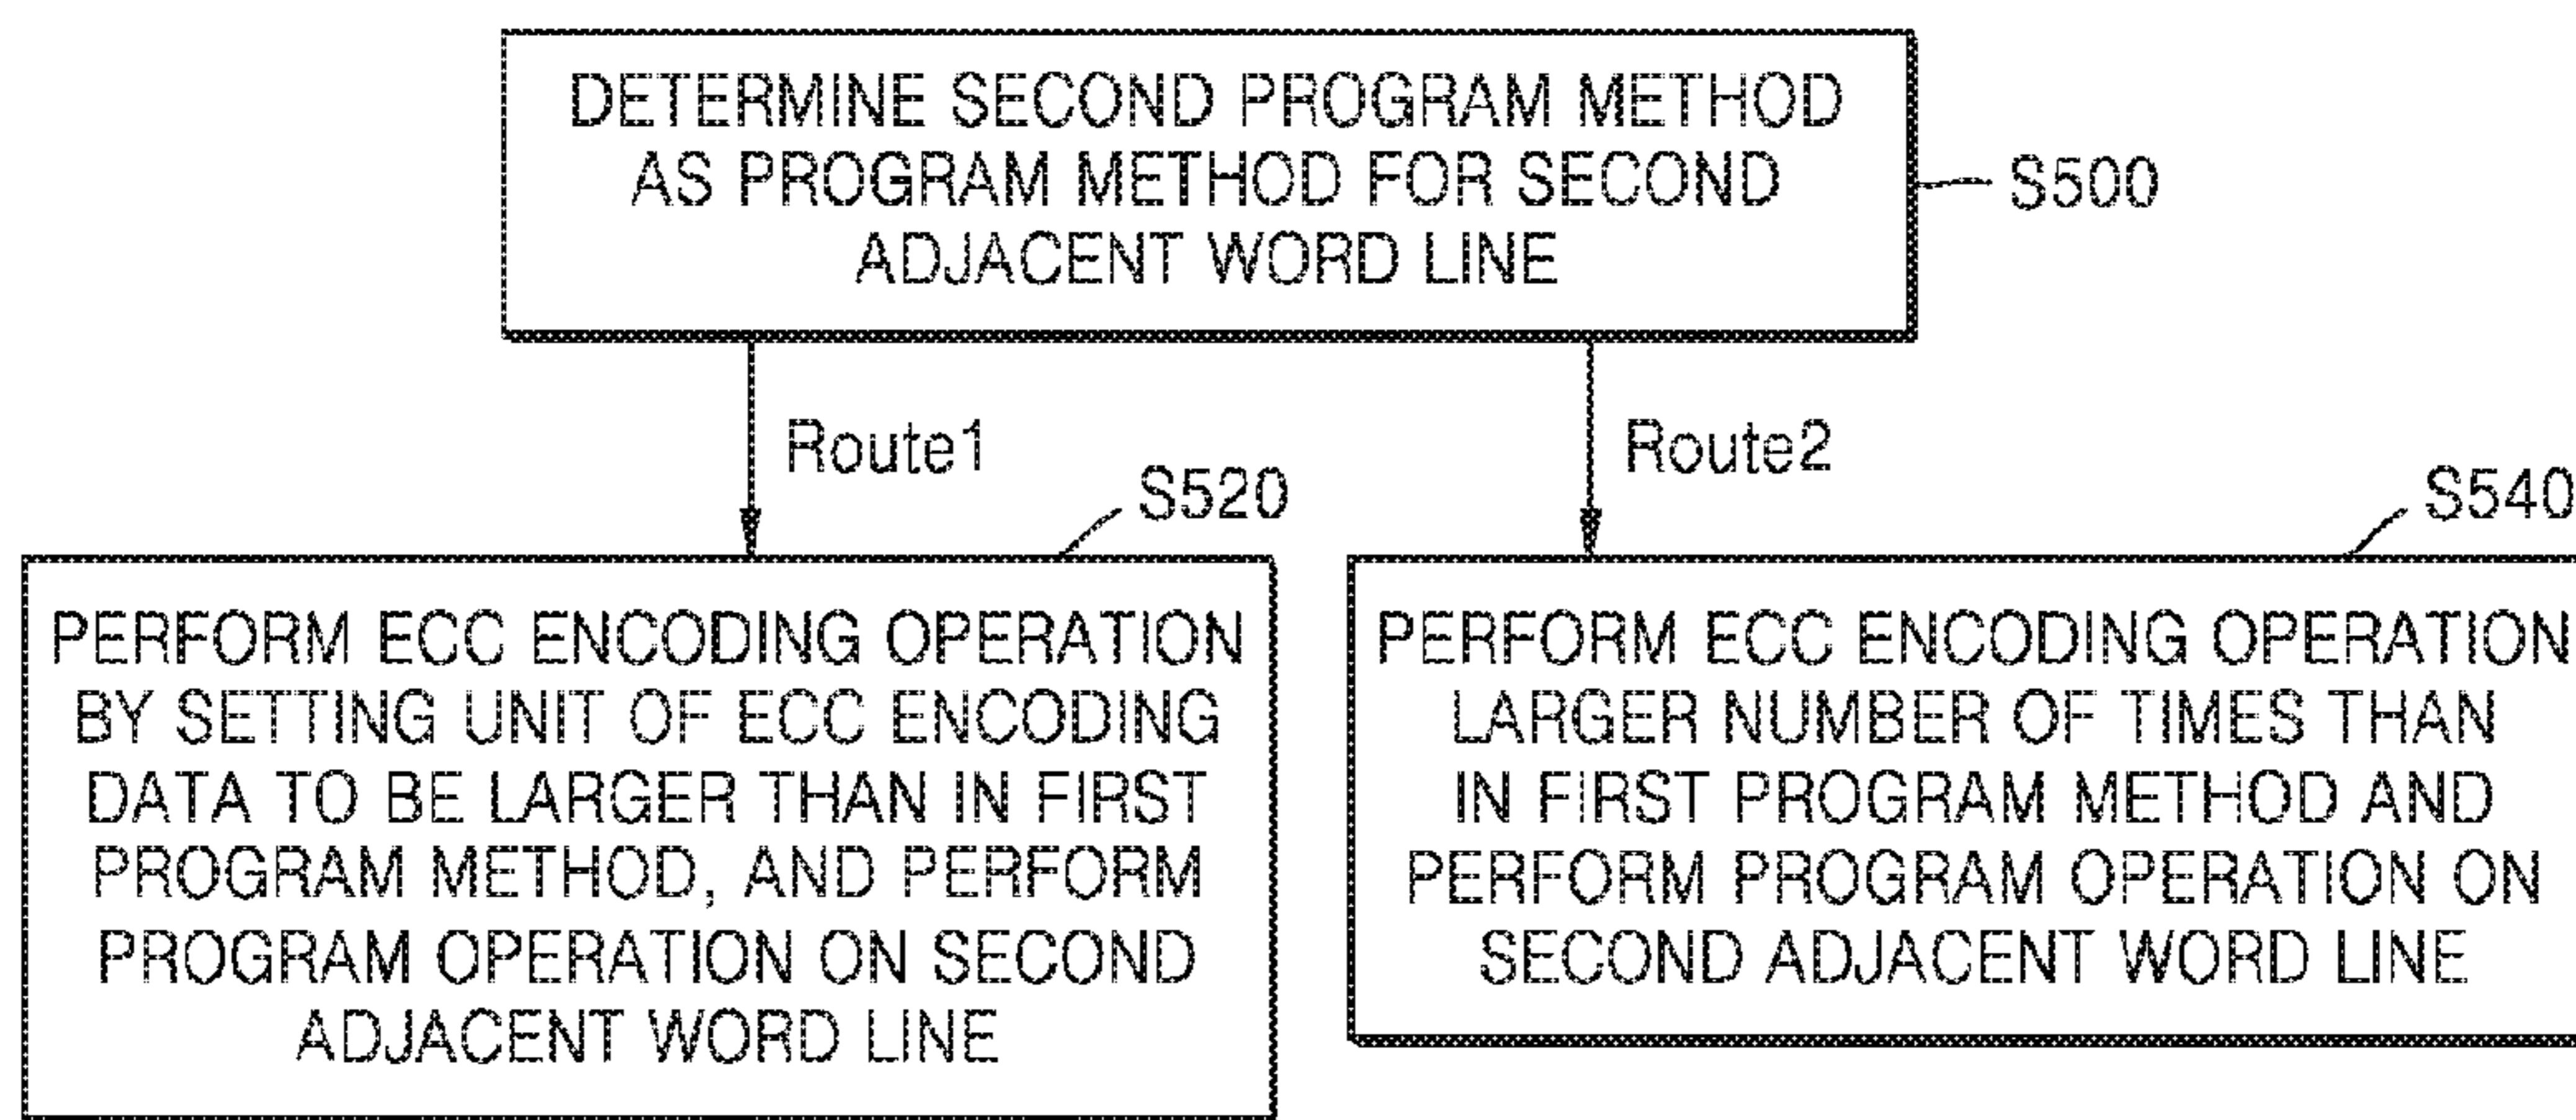 DETERMINE SECOND PROGRAM METHOD
AS PROGRAM METHOD FOR SECOND
ADJACENT WORD LINE
S500
Route1
Route2
S520
S540
PERFORM ECC ENCODING OPERATION
BY SETTING UNIT OF ECC ENCODING
DATA TO BE LARGER THAN IN FIRST
PROGRAM METHOD, AND PERFORM
PROGRAM OPERATION ON SECOND
ADJACENT WORD LINE
PERFORM ECC ENCODING OPERATION
LARGER NUMBER OF TIMES THAN
IN FIRST PROGRAM METHOD AND
PERFORM PROGRAM OPERATION ON
SECOND ADJACENT WORD LINE